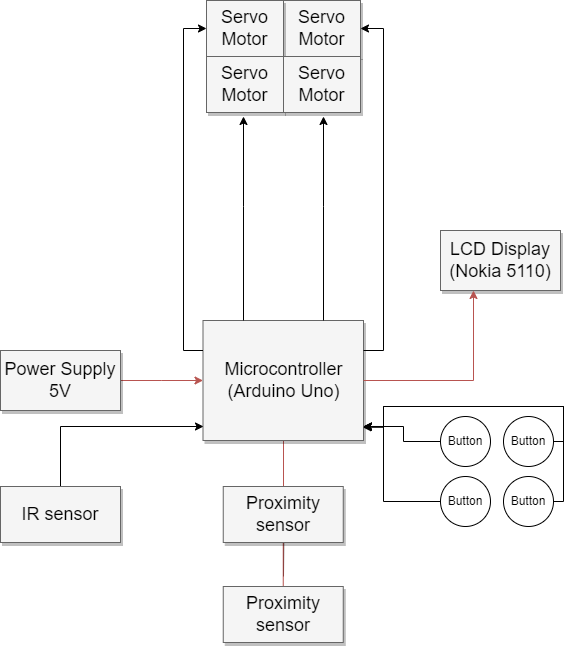 Servo
Motor
Servo
Motor
Servo
Motor
Servo
Motor
LCD Display
(Nokia 5110)
Power Supply
5V
Microcontroller
(Arduino Uno)
Button
Button
Button
Button
IR sensor
Proximity
sensor
Proximity
sensor